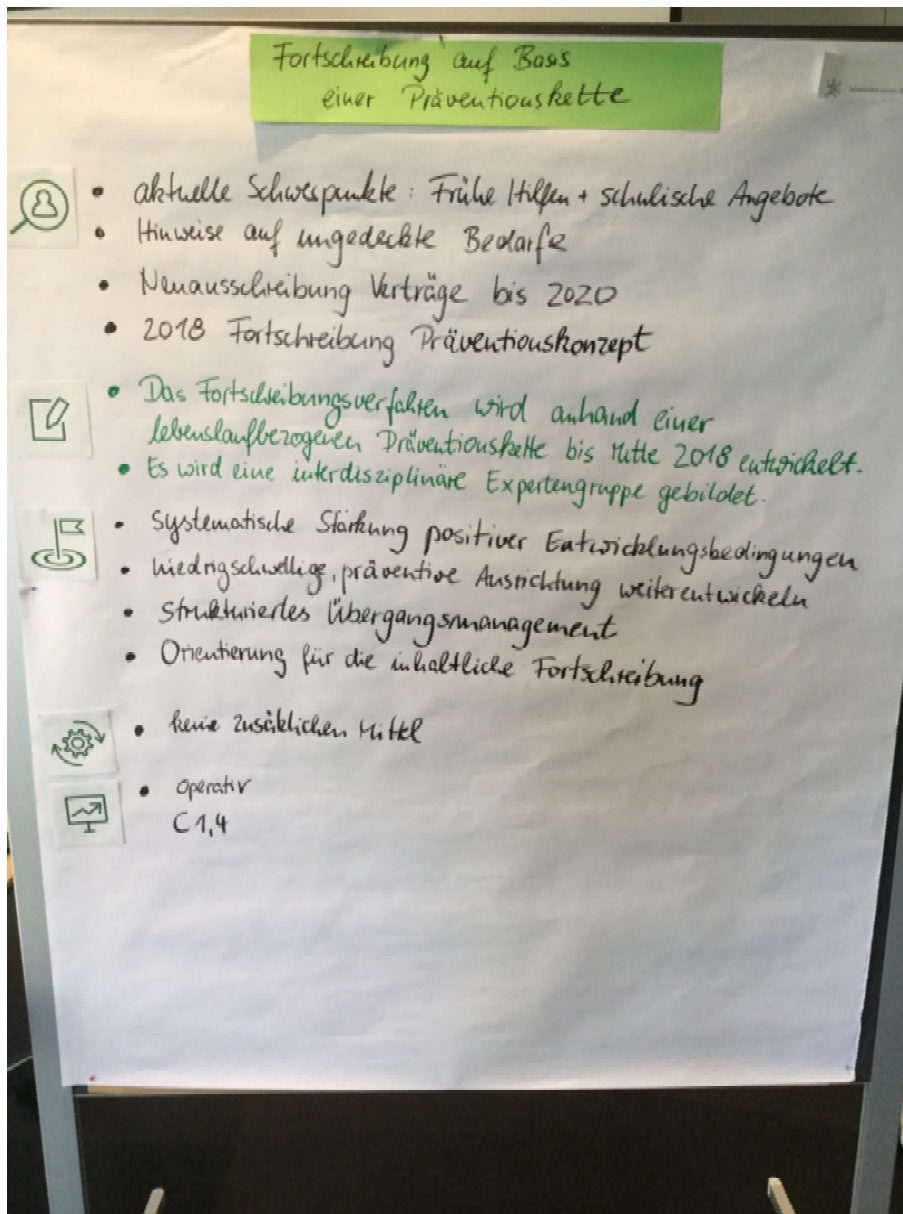 Fortschreibung auf Basis
einer Präventionskette
• aktuelle Schwerpunkte: Frühe Hilfen + schulische Angebote
• Hinweise auf ungedeckte Bedarfe
• Neuausschreibung Verträge bis 2020
• 2018 Fortschreibung Präventionskonzept
• Das Fortschreibungsverfahren wird anhand einer
lebenslaufbezogenen Präventionskette bis Mitte 2018 entwickelt.
• Es wird eine interdisziplinäre Expertengruppe gebildet.
• Systematische Stärkung positiver Entwicklungsbedingungen
• niedrigschwellige, präventive Ausrichtung weiterentwickeln
• Strukturiertes Übergangsmanagement
• Orientierung für die inhaltliche Fortschreibung
• keine zusätzlichen Mittel
• operativ
C 1,4